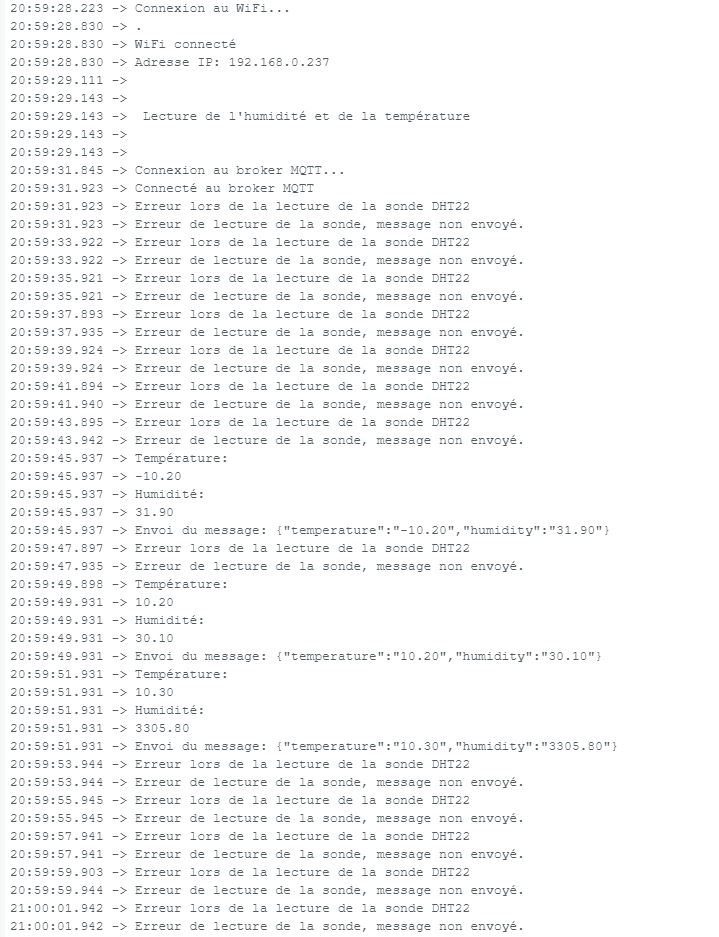 20:59:28.223 -> Connexion au WiFi...
20:59:28.830 -> .
20:59:28.830 -> WiFi connecté
20:59:28.830 -> Adresse IP: 192.168.0.237
20:59:29.111 ->
20:59:29.143 ->
20:59:29.143 ->  Lecture de l'humidité et de la température
20:59:29.143 ->
20:59:29.143 ->
20:59:31.845 -> Connexion au broker MQTT...
20:59:31.923 -> Connecté au broker MQTT
20:59:31.923 -> Erreur lors de la lecture de la sonde DHT22
20:59:31.923 -> Erreur de lecture de la sonde, message non envoyé.
20:59:33.922 -> Erreur lors de la lecture de la sonde DHT22
20:59:33.922 -> Erreur de lecture de la sonde, message non envoyé.
20:59:35.921 -> Erreur lors de la lecture de la sonde DHT22
20:59:35.921 -> Erreur de lecture de la sonde, message non envoyé.
20:59:37.893 -> Erreur lors de la lecture de la sonde DHT22
20:59:37.935 -> Erreur de lecture de la sonde, message non envoyé.
20:59:39.924 -> Erreur lors de la lecture de la sonde DHT22
20:59:39.924 -> Erreur de lecture de la sonde, message non envoyé.
20:59:41.894 -> Erreur lors de la lecture de la sonde DHT22
20:59:41.940 -> Erreur de lecture de la sonde, message non envoyé.
20:59:43.895 -> Erreur lors de la lecture de la sonde DHT22
20:59:43.942 -> Erreur de lecture de la sonde, message non envoyé.
20:59:45.937 -> Température:
20:59:45.937 -> -10.20
20:59:45.937 -> Humidité:
20:59:45.937 -> 31.90
20:59:45.937 -> Envoi du message: {"temperature":"-10.20","humidity":"31.90"}
20:59:47.897 -> Erreur lors de la lecture de la sonde DHT22
20:59:47.935 -> Erreur de lecture de la sonde, message non envoyé.
20:59:49.898 -> Température:
20:59:49.931 -> 10.20
20:59:49.931 -> Humidité:
20:59:49.931 -> 30.10
20:59:49.931 -> Envoi du message: {"temperature":"10.20","humidity":"30.10"}
20:59:51.931 -> Température:
20:59:51.931 -> 10.30
20:59:51.931 -> Humidité:
20:59:51.931 -> 3305.80
20:59:51.931 -> Envoi du message: {"temperature":"10.30","humidity":"3305.80"}
20:59:53.944 -> Erreur lors de la lecture de la sonde DHT22
20:59:53.944 -> Erreur de lecture de la sonde, message non envoyé.
20:59:55.945 -> Erreur lors de la lecture de la sonde DHT22
20:59:55.945 -> Erreur de lecture de la sonde, message non envoyé.
20:59:57.941 -> Erreur lors de la lecture de la sonde DHT22
20:59:57.941 -> Erreur de lecture de la sonde, message non envoyé.
20:59:59.903 -> Erreur lors de la lecture de la sonde DHT22
20:59:59.944 -> Erreur de lecture de la sonde, message non envoyé.
21:00:01.942 -> Erreur lors de la lecture de la sonde DHT22
21:00:01.942 -> Erreur de lecture de la sonde, message non envoyé.